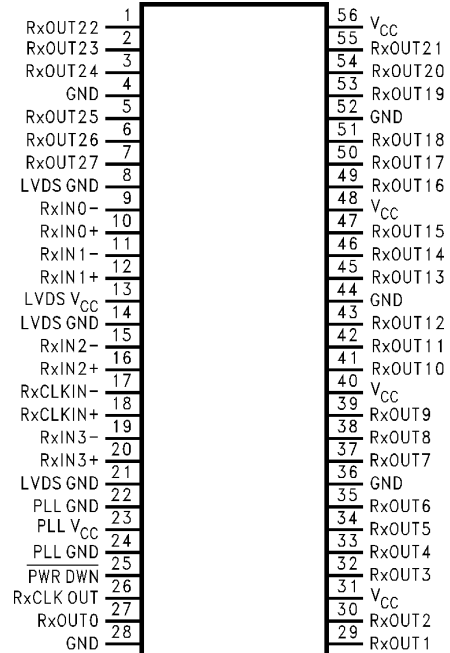 RxOUT22 1
RxOUT23 2
RxOUT24 3
GND 4
RxOUT25 5
RxOUT26 6
RxOUT27 7
LVDS GND 8
RxIN0- 9
RxIN0+ 10
RxIN1- 11
RxIN1+ 12
LVDS VCC 13
LVDS GND 14
RxIN2- 15
RxIN2+ 16
RxCLKIN- 17
RxCLKIN+ 18
RxIN3- 19
RxIN3+ 20
LVDS GND 21
PLL GND 22
PLL VCC 23
PLL GND 24
PWR DWN 25
RxCLK OUT 26
RxOUT0 27
GND 28
56 VCC
55 RxOUT21
54 RxOUT20
53 RxOUT19
52 GND
51 RxOUT18
50 RxOUT17
49 RxOUT16
48 VCC
47 RxOUT15
46 RxOUT14
45 RxOUT13
44 GND
43 RxOUT12
42 RxOUT11
41 RxOUT10
40 VCC
39 RxOUT9
38 RxOUT8
37 RxOUT7
36 GND
35 RxOUT6
34 RxOUT5
33 RxOUT4
32 RxOUT3
31 VCC
30 RxOUT2
29 RxOUT1